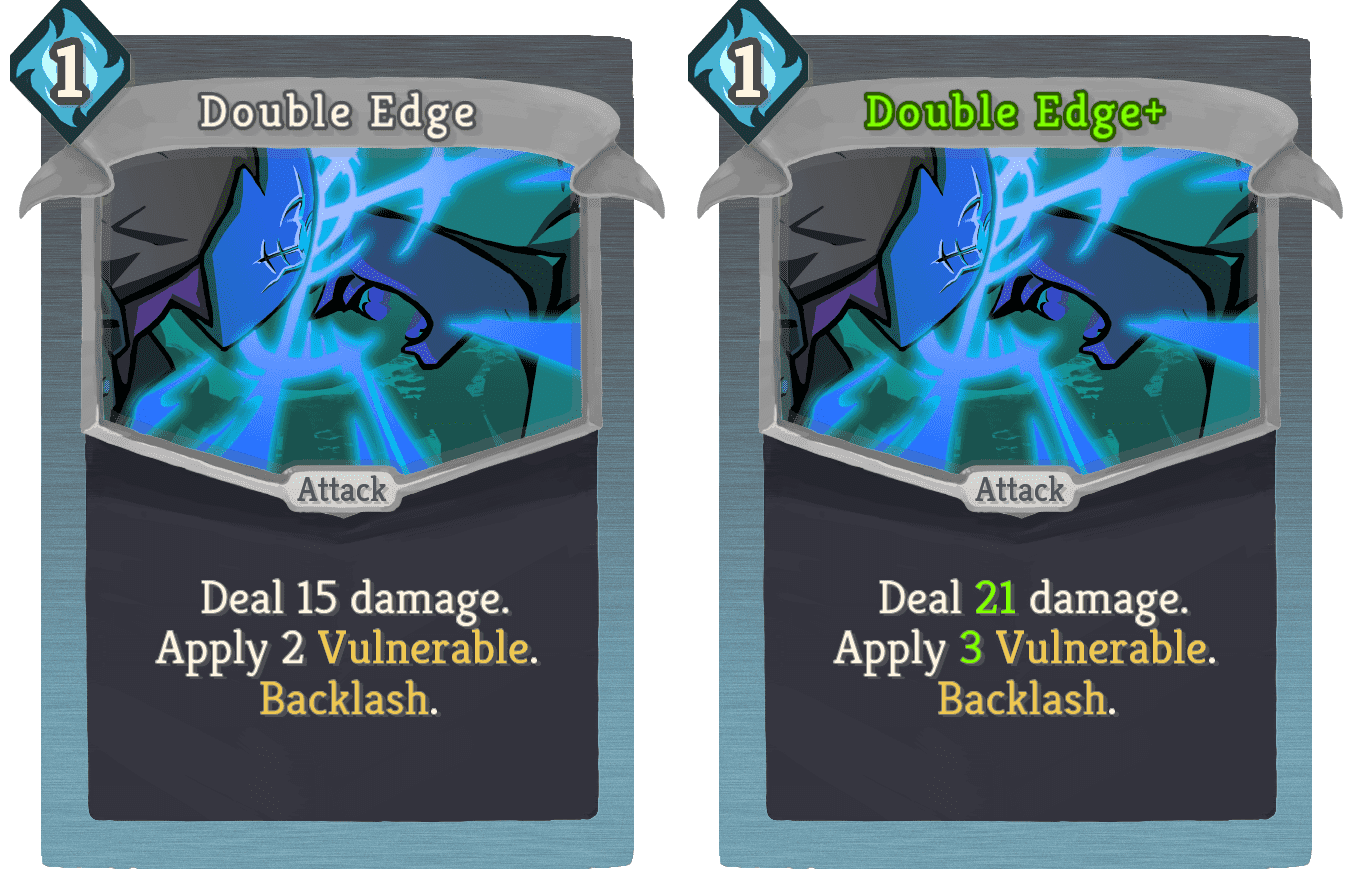 1
Double Edge
Attack
Deal 15 damage.
Apply 2 Vulnerable.
Backlash.
1
Double Edge+
Attack
Deal 21 damage.
Apply 3 Vulnerable.
Backlash.